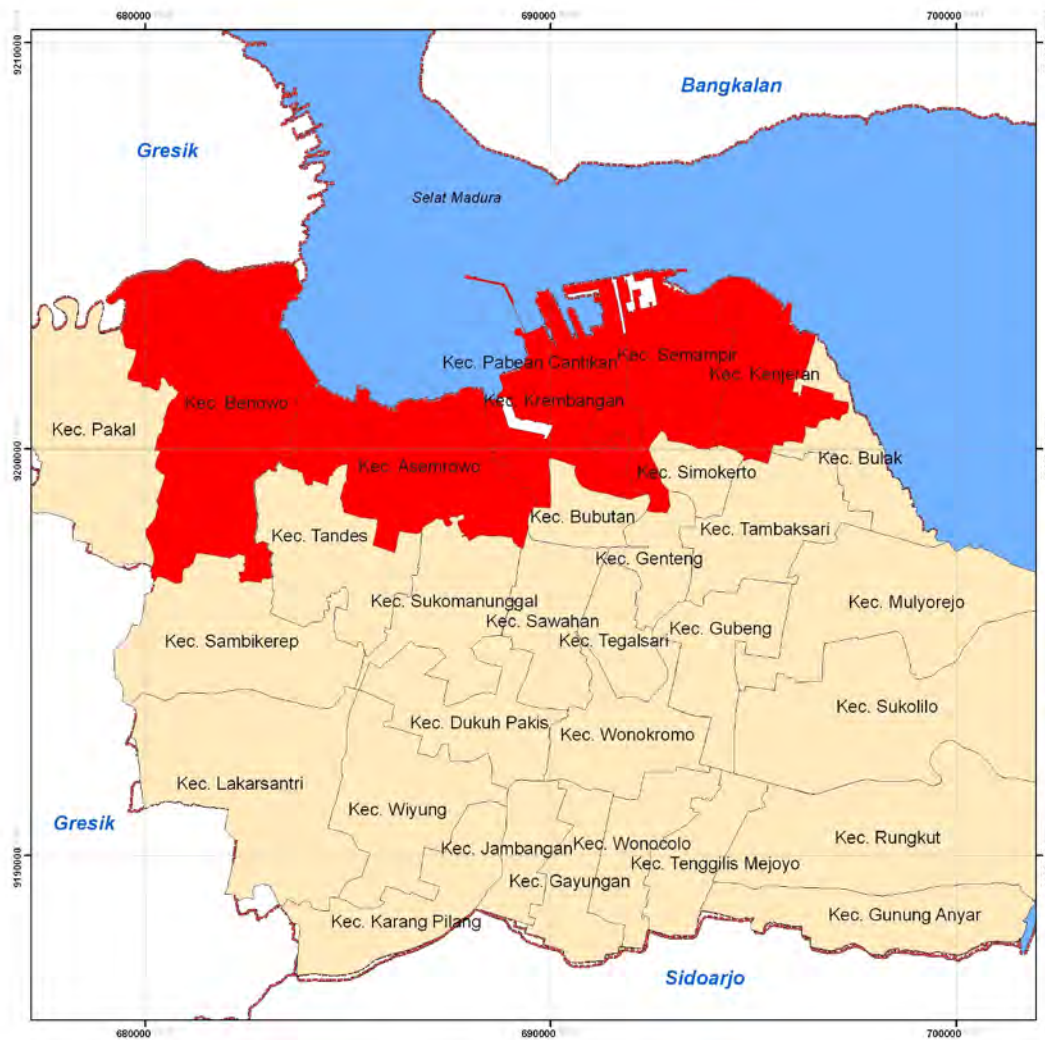 680000
690000
700000
9210000
Bangkalan
Gresik
Selat Madura
Kec. Semampir
Kec. Pabean Cantikan
Kec. Kenjeran
Kec. Benowo
Kec. Krembangan
Kec. Pakal
9200000
Kec. Bulak
Kec. Asemrowo
Kec. Simokerto
Kec. Bubutan
Kec. Tambaksari
Kec. Tandes
Kec. Genteng
Kec. Sukomanunggal
Kec. Mulyorejo
Kec. Sawahan
Kec. Gubeng
Kec. Sambikerep
Kec. Tegalsari
Kec. Sukolilo
Kec. Dukuh Pakis
Kec. Wonokromo
Kec. Lakarsantri
Kec. Wiyung
Gresik
Kec. Rungkut
Kec. Jambangan
Kec. Wonocolo
9190000
Kec. Tenggilis Mejoyo
Kec. Gayungan
Kec. Karang Pilang
Kec. Gunung Anyar
Sidoarjo
680000
690000
700000